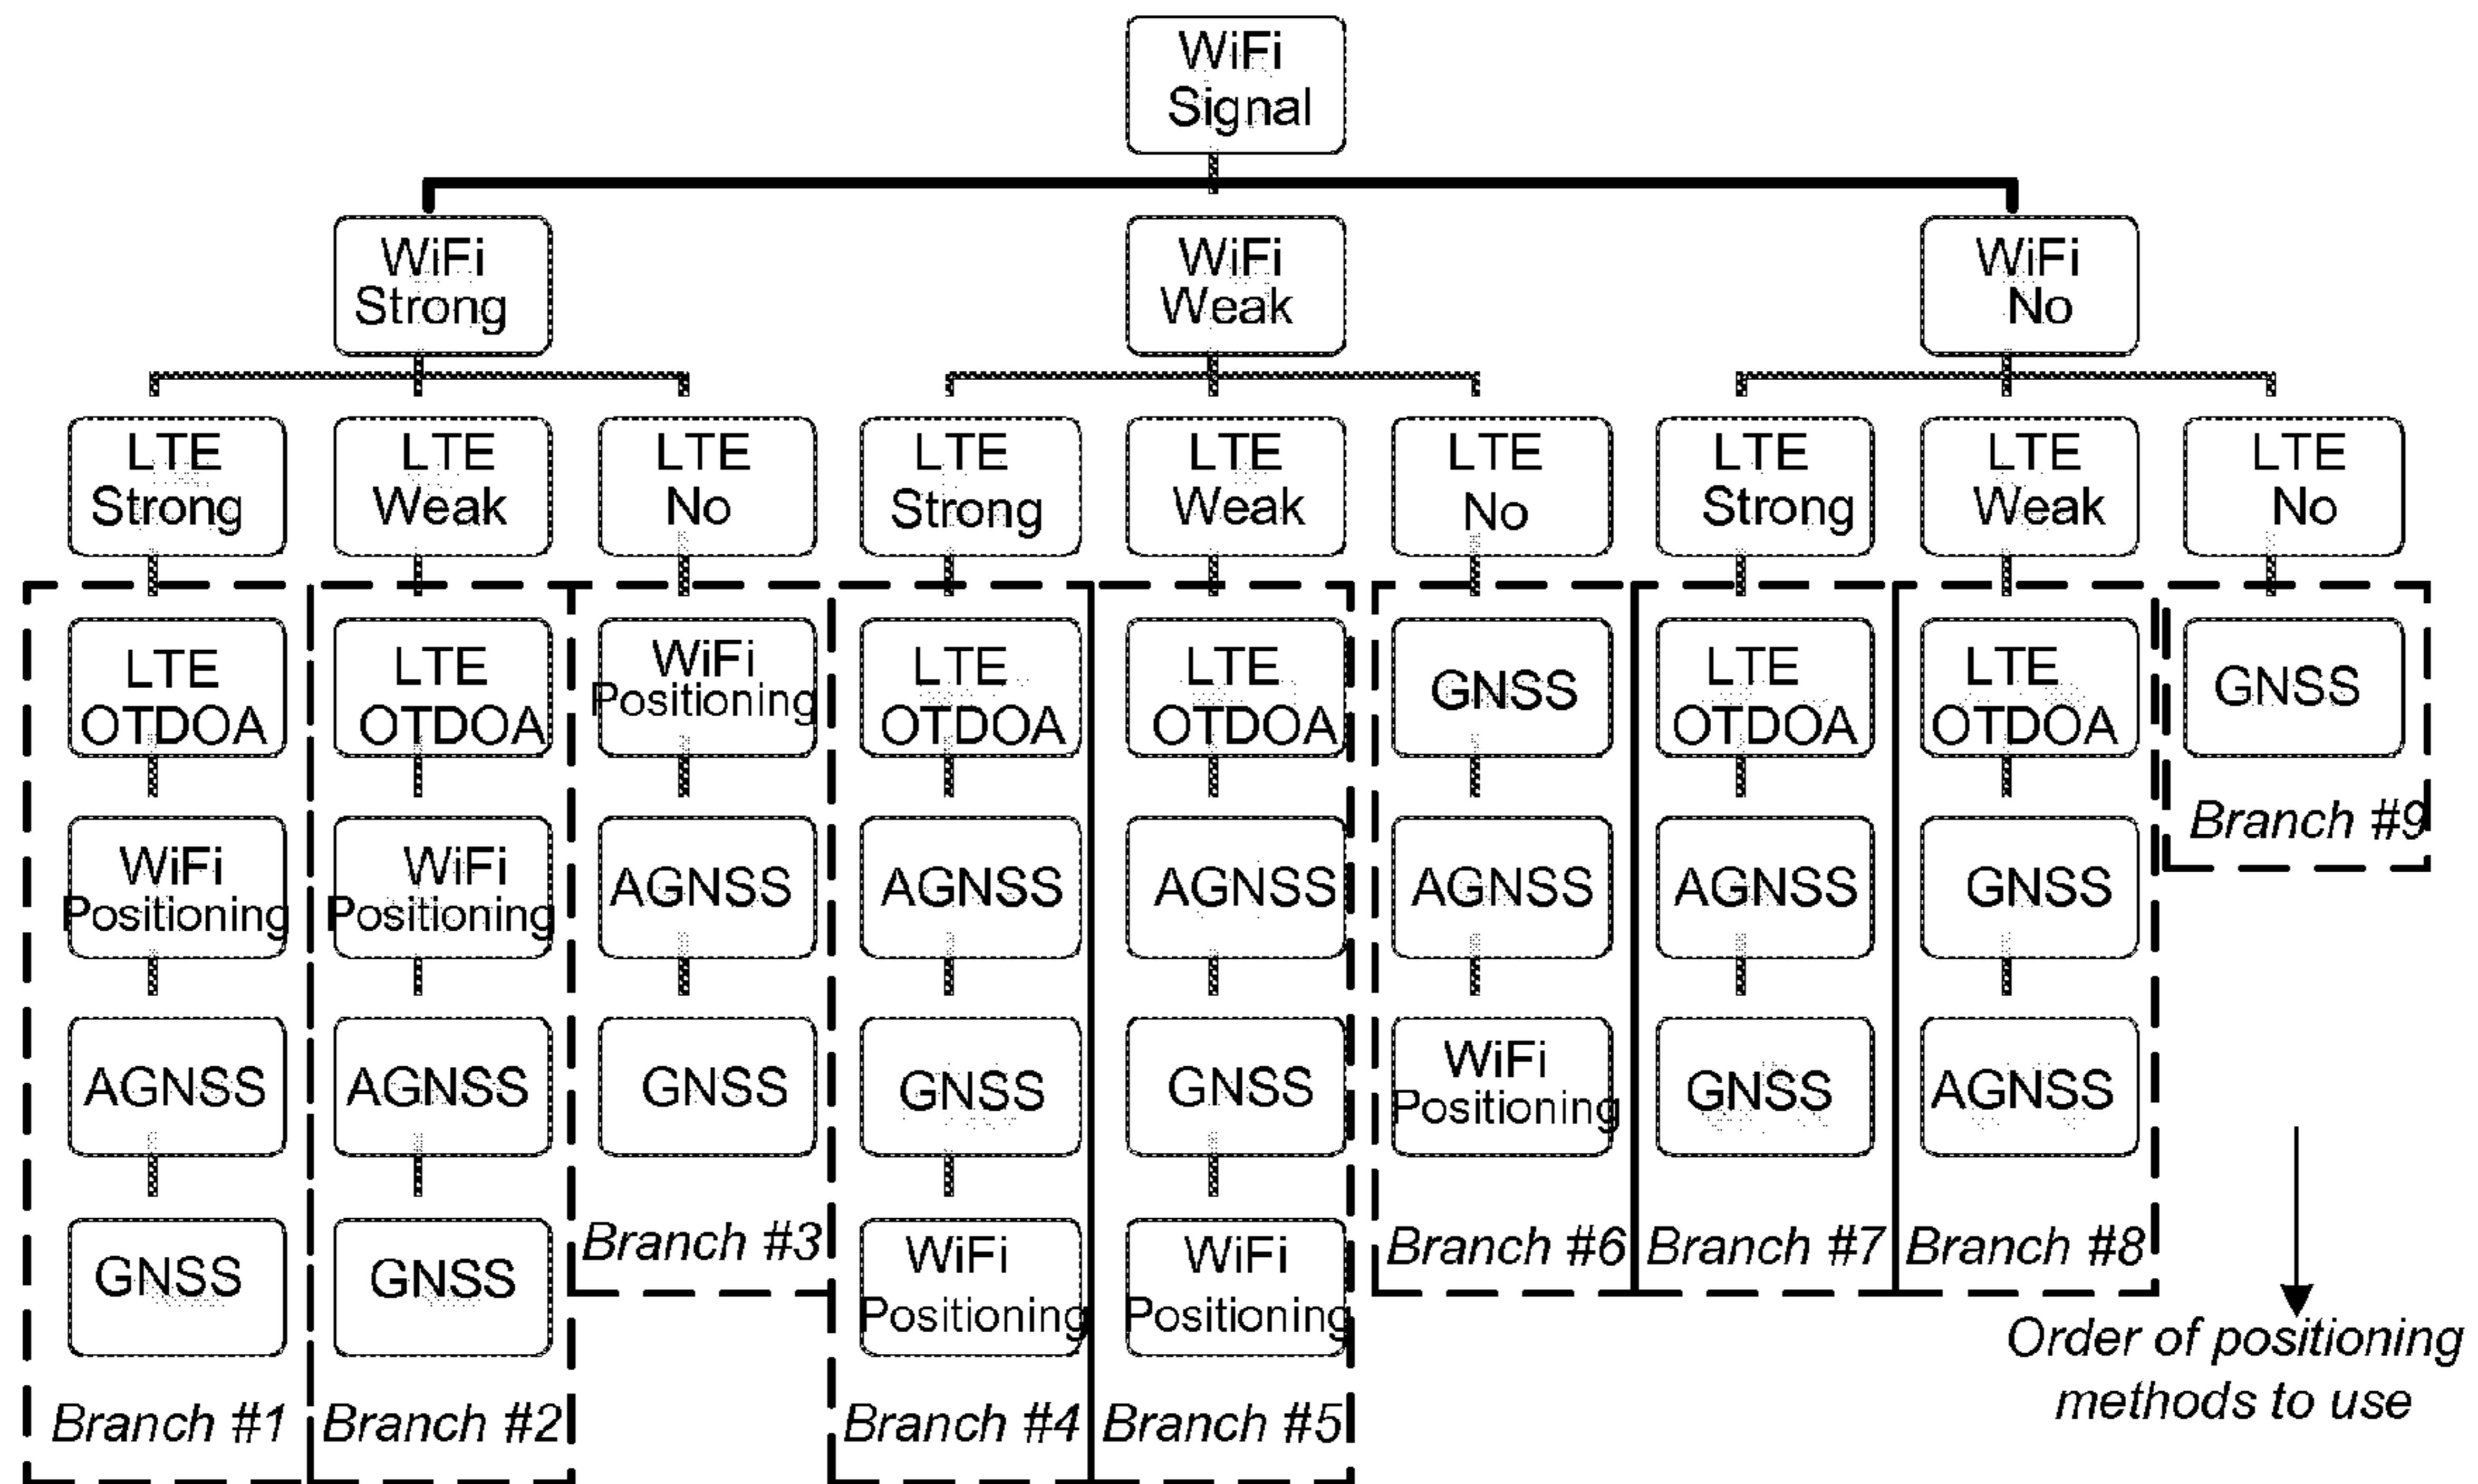 WiFi
Signal
WiFi
Strong
WiFi
Weak
WiFi
No
LTE
Strong
LTE
Weak
LTE
No
LTE
Strong
LTE
Weak
LTE
No
LTE
Strong
LTE
Weak
LTE
No
LTE
OTDOA
WiFi
Positioning
AGNSS
GNSS
Branch #1
LTE
OTDOA
WiFi
Positioning
AGNSS
GNSS
Branch #2
WiFi
Positioning
AGNSS
GNSS
Branch #3
LTE
OTDOA
AGNSS
GNSS
WiFi
Positioning
Branch #4
LTE
OTDOA
AGNSS
GNSS
WiFi
Positioning
Branch #5
GNSS
AGNSS
WiFi
Positioning
Branch #6
LTE
OTDOA
AGNSS
GNSS
Branch #7
LTE
OTDOA
GNSS
AGNSS
Branch #8
GNSS
Branch #9
Order of positioning
methods to use